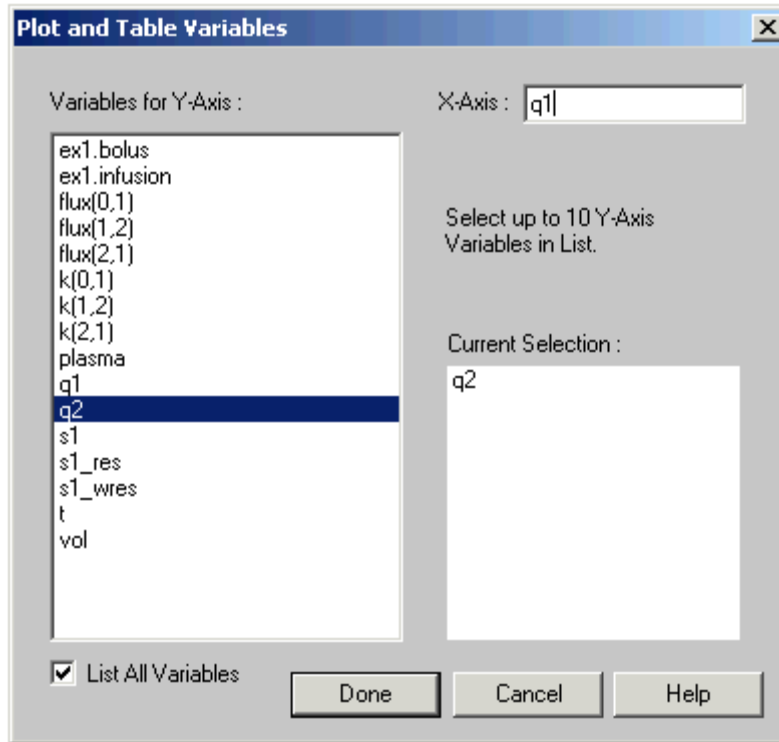 Plot and Table Variables
Variables for Y-Axis :
X-Axis : q1
ex1.bolus
ex1.infusion
flux(0,1)
flux(1,2)
flux(2,1)
k(0,1)
k(1,2)
k(2,1)
plasma
q1
q2
s1
s1_res
s1_wres
t
vol
Select up to 10 Y-Axis
Variables in List.
Current Selection :
q2
List All Variables
Done
Cancel
Help